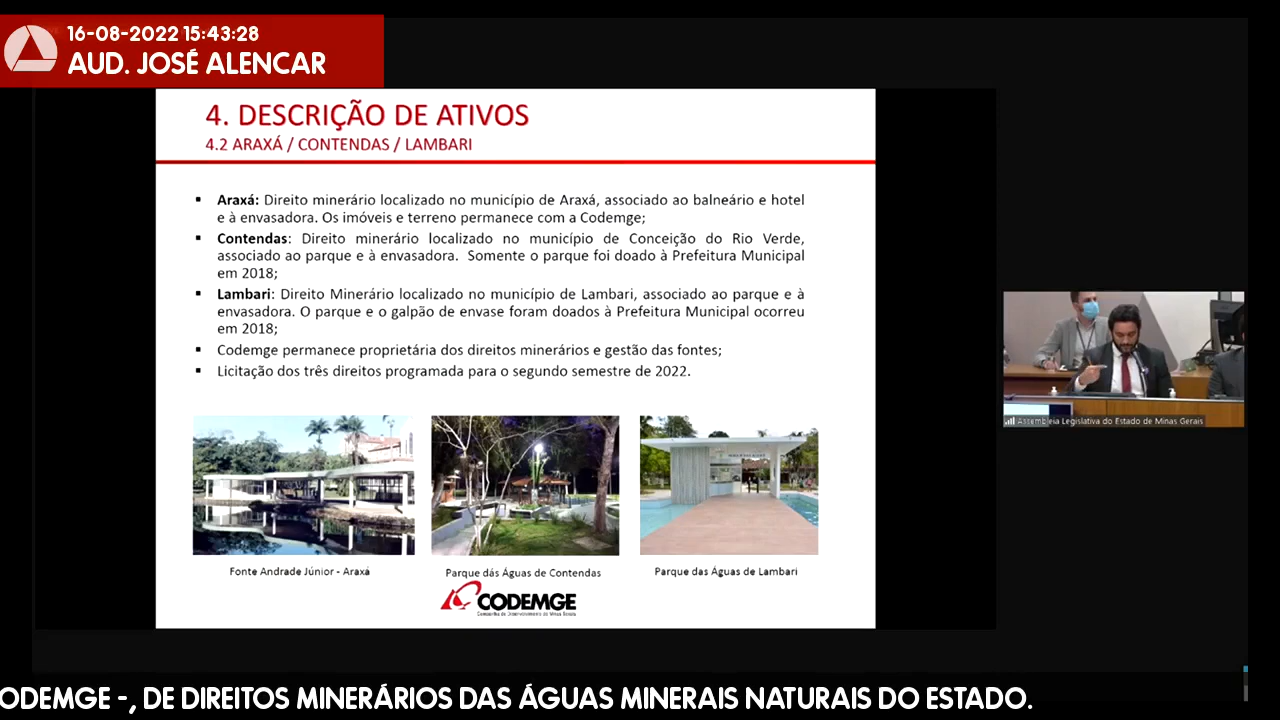 16-08-2022 15:43:28
AUD. JOSÉ ALENCAR
4. DESCRIÇÃO DE ATIVOS
4.2 ARAXÁ / CONTENDAS / LAMBARI
▪ Araxá: Direito minerário localizado no município de Araxá, associado ao balneário e hotel
e à envasadora. Os imóveis e terreno permanece com a Codemge;
▪ Contendas: Direito minerário localizado no município de Conceição do Rio Verde,
associado ao parque e à envasadora. Somente o parque foi doado à Prefeitura Municipal
em 2018;
▪ Lambari: Direito Minerário localizado no município de Lambari, associado ao parque e à
envasadora. O parque e o galpão de envase foram doados à Prefeitura Municipal ocorreu
em 2018;
▪ Codemge permanece proprietária dos direitos minerários e gestão das fontes;
▪ Licitação dos três direitos programada para o segundo semestre de 2022.
Fonte Andrade Júnior - Araxá
Parque das Águas de Contendas
Parque das Águas de Lambari
CODEMGE
Companhia de Desenvolvimento de Minas Gerais
Assembleia Legislativa do Estado de Minas Gerais
ODEMGE -, DE DIREITOS MINERÁRIOS DAS ÁGUAS MINERAIS NATURAIS DO ESTADO.